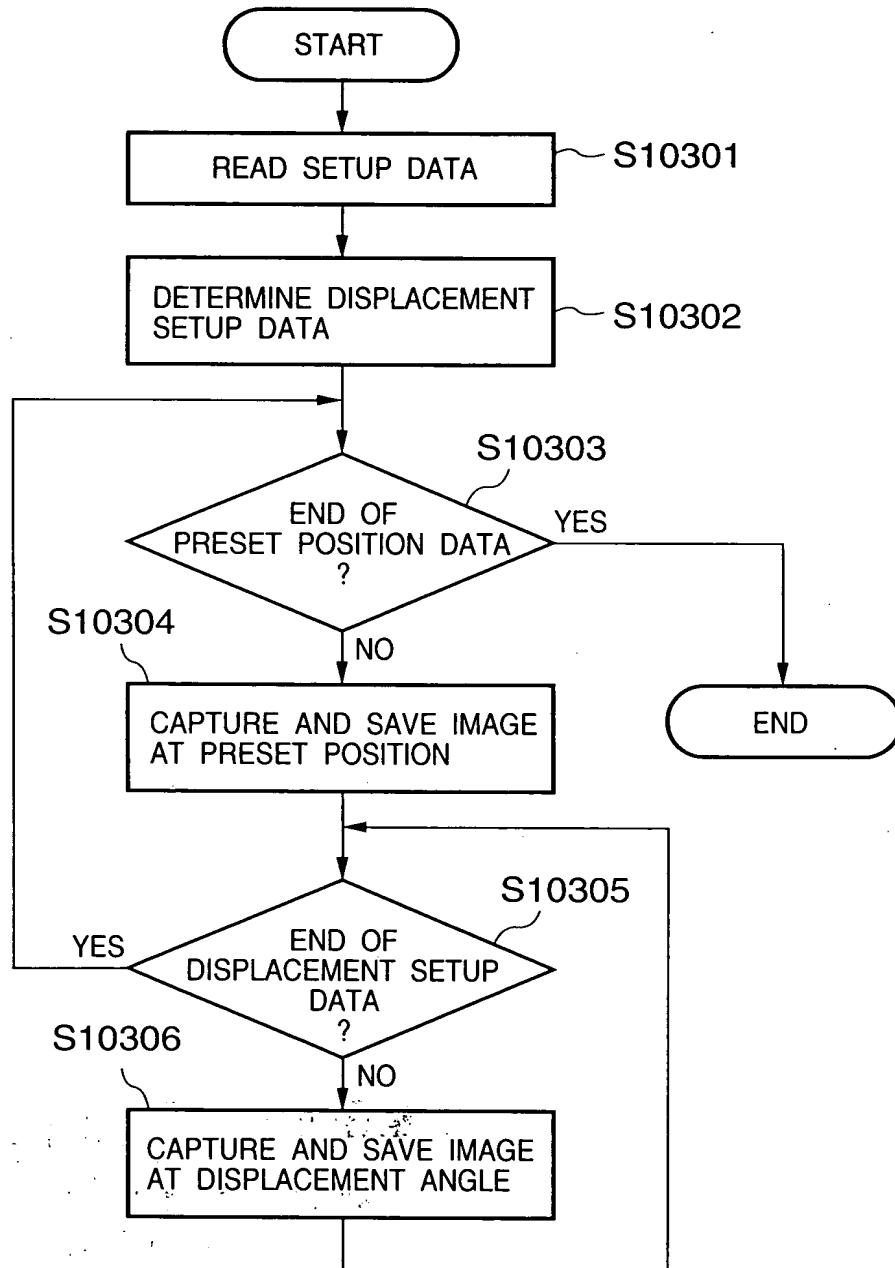 START
READ SETUP DATA
S10301
DETERMINE DISPLACEMENT
SETUP DATA
S10302
S10303
END OF
PRESET POSITION DATA
?
YES
S10304
NO
CAPTURE AND SAVE IMAGE
AT PRESET POSITION
END
S10305
YES
END OF
DISPLACEMENT SETUP
DATA
?
S10306
NO
CAPTURE AND SAVE IMAGE
AT DISPLACEMENT ANGLE